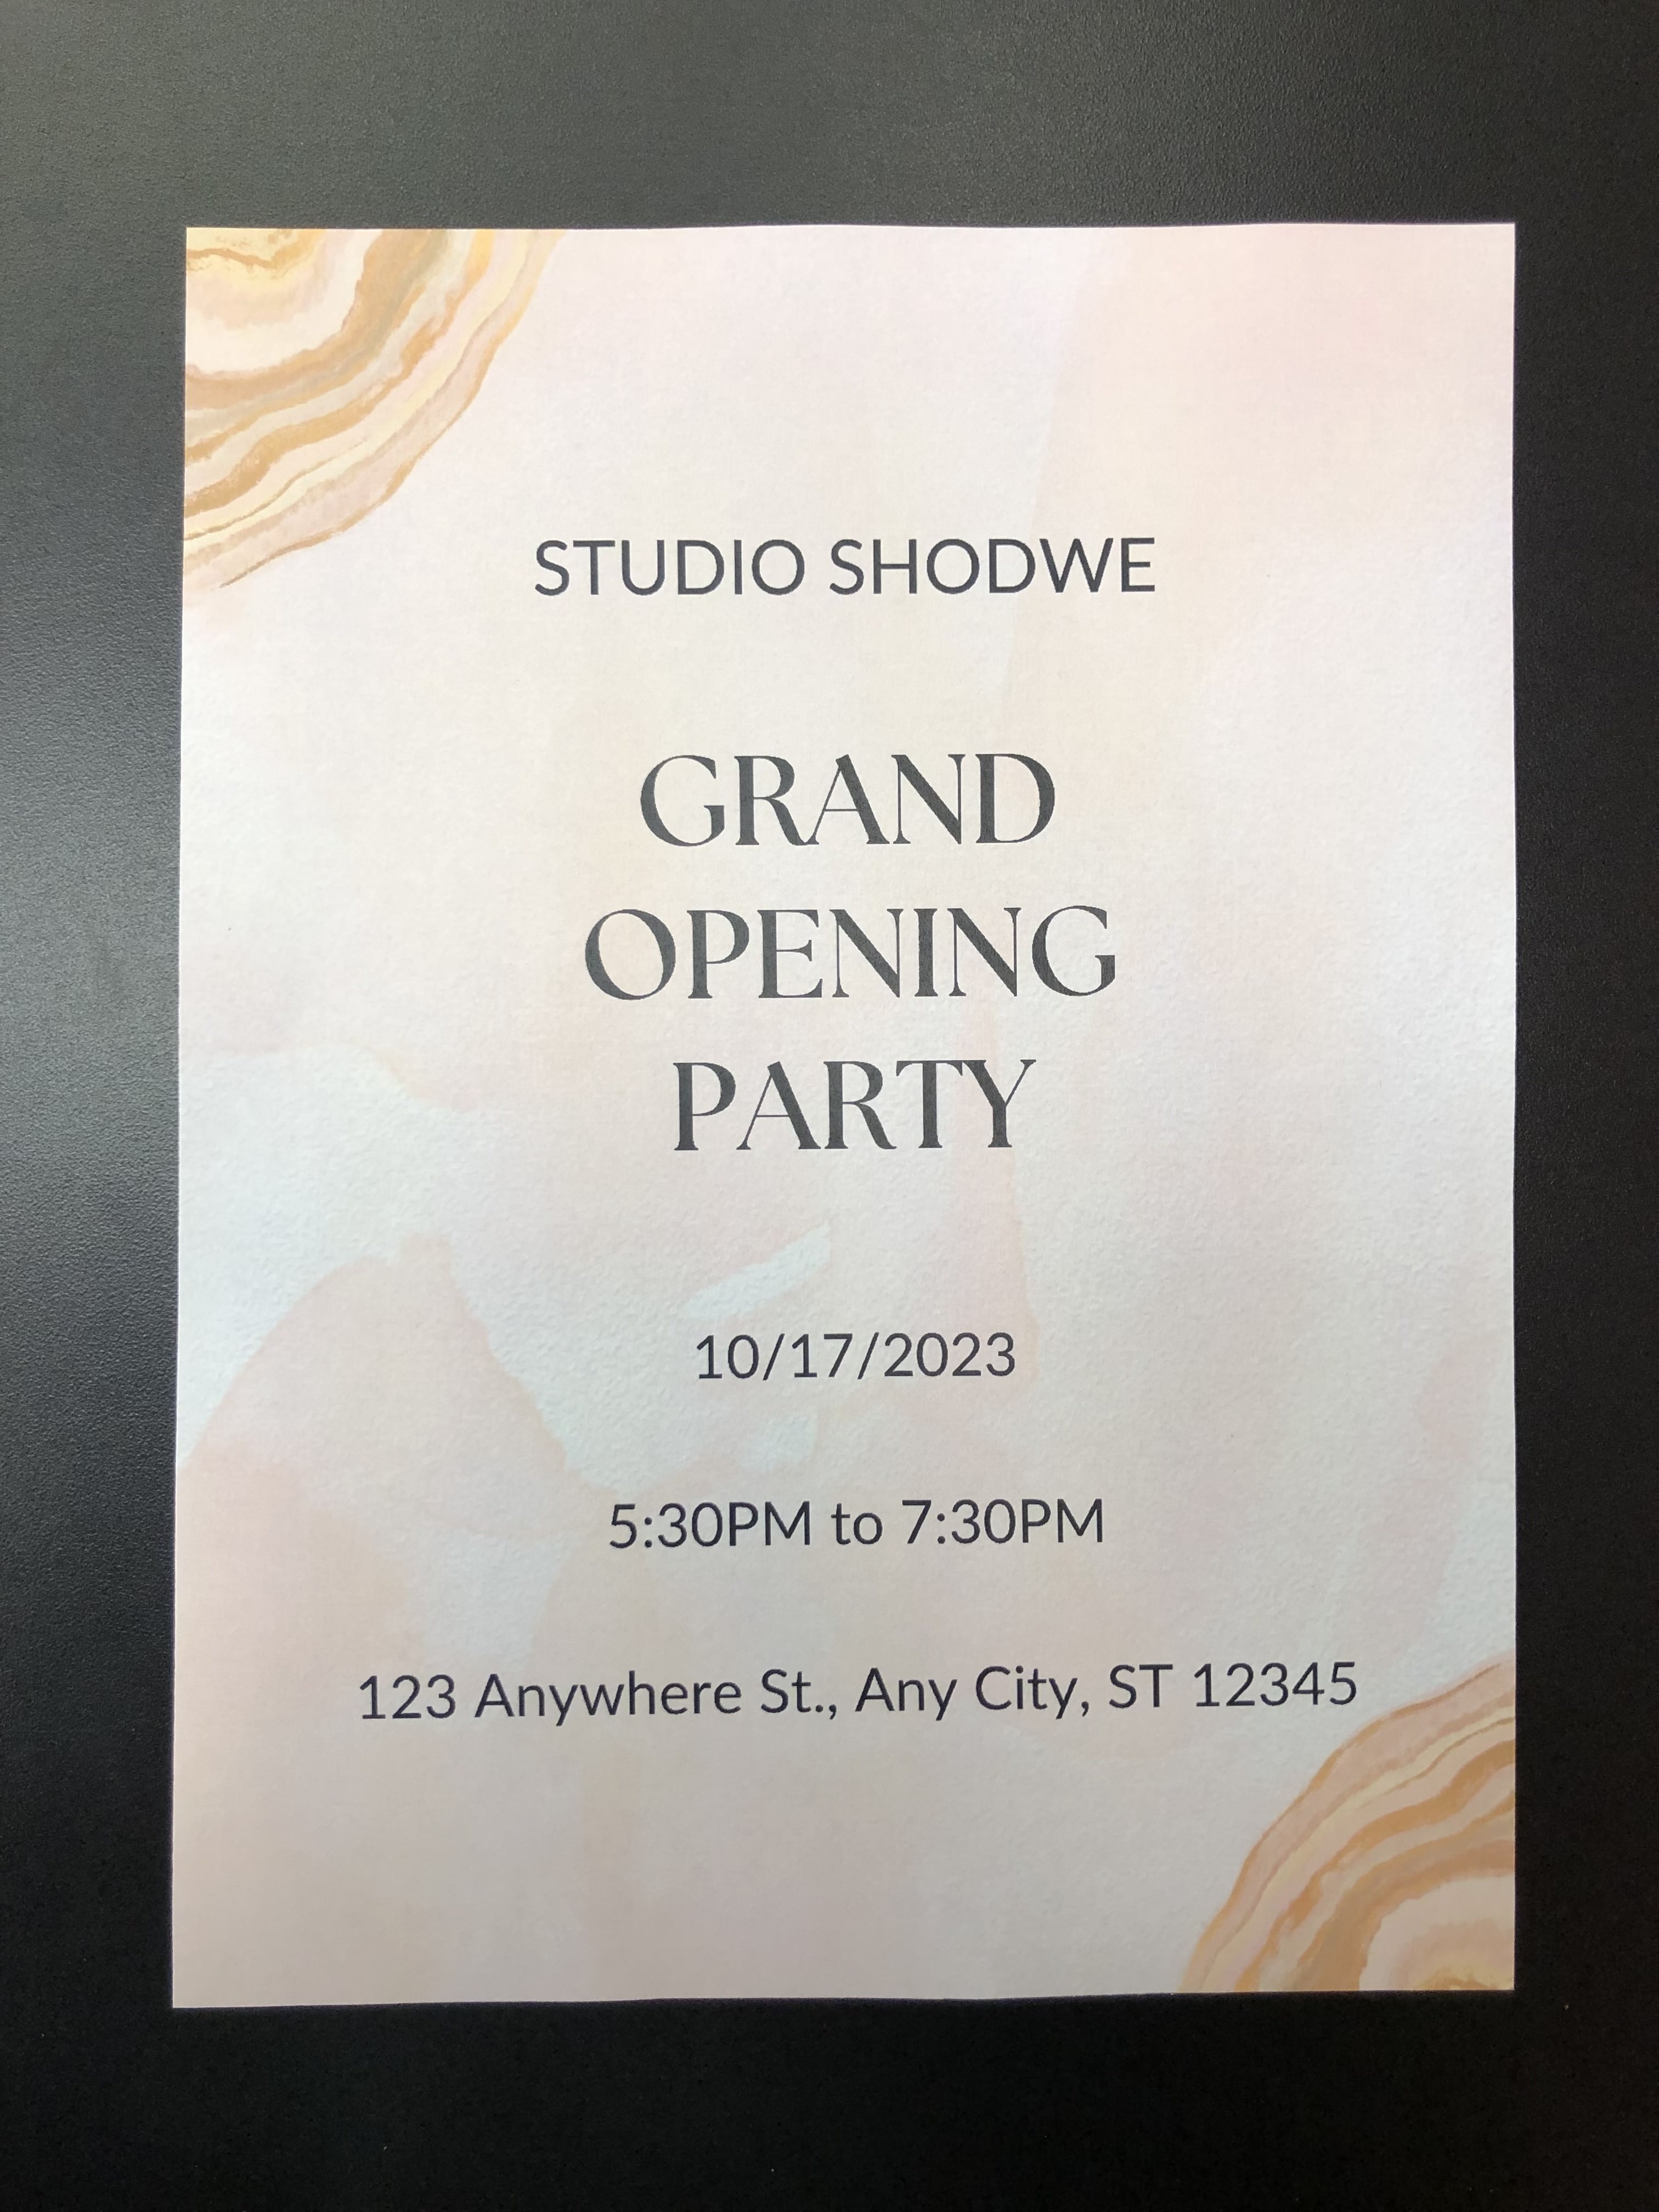 STUDIO SHODWE
GRAND
OPENING
PARTY
10/17/2023
5:30PM to 7:30PM
123 Anywhere St., Any City, ST 12345